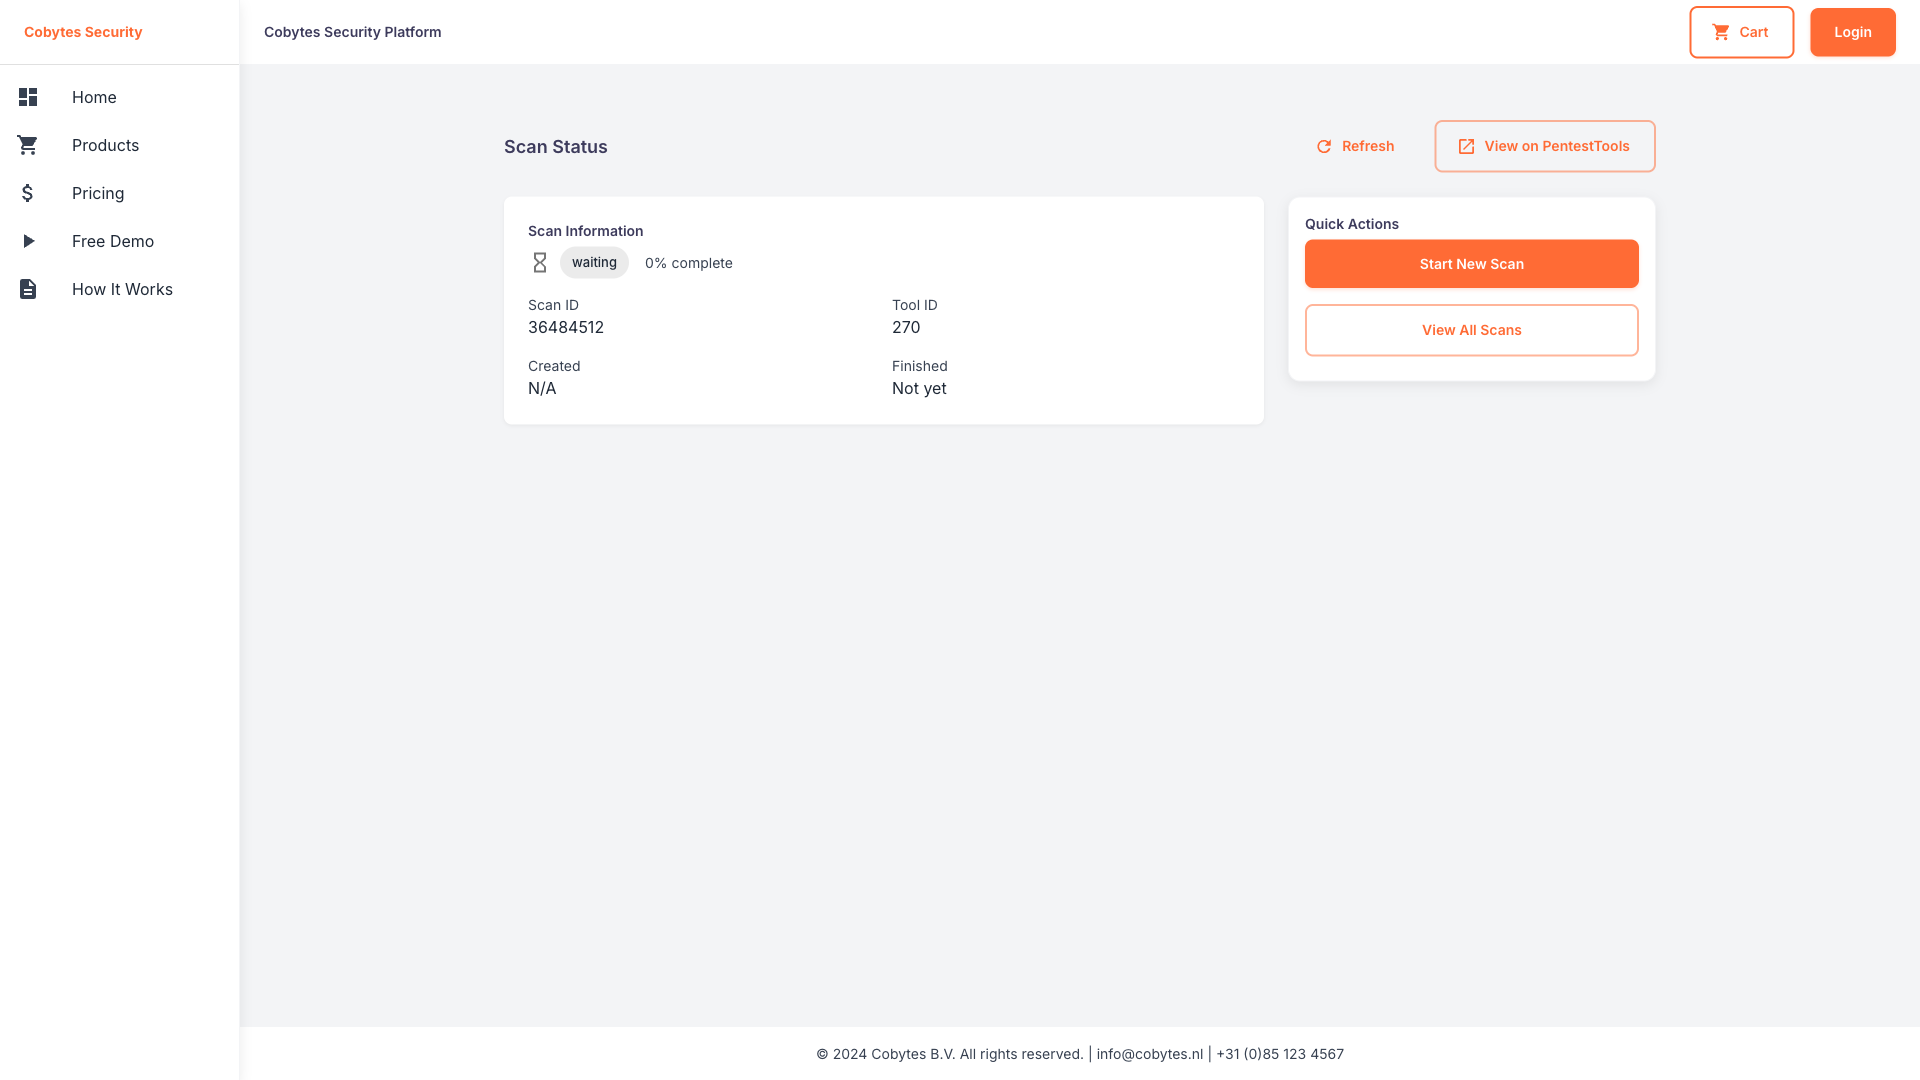 Cobytes Security
Cobytes Security Platform
Cart
Login
Home
Products
Pricing
Free Demo
How It Works
Scan Status
Refresh
View on PentestTools
Scan Information
waiting
0% complete
Scan ID
36484512
Tool ID
270
Created
N/A
Finished
Not yet
Quick Actions
Start New Scan
View All Scans
© 2024 Cobytes B.V. All rights reserved. | info@cobytes.nl | +31 (0)85 123 4567